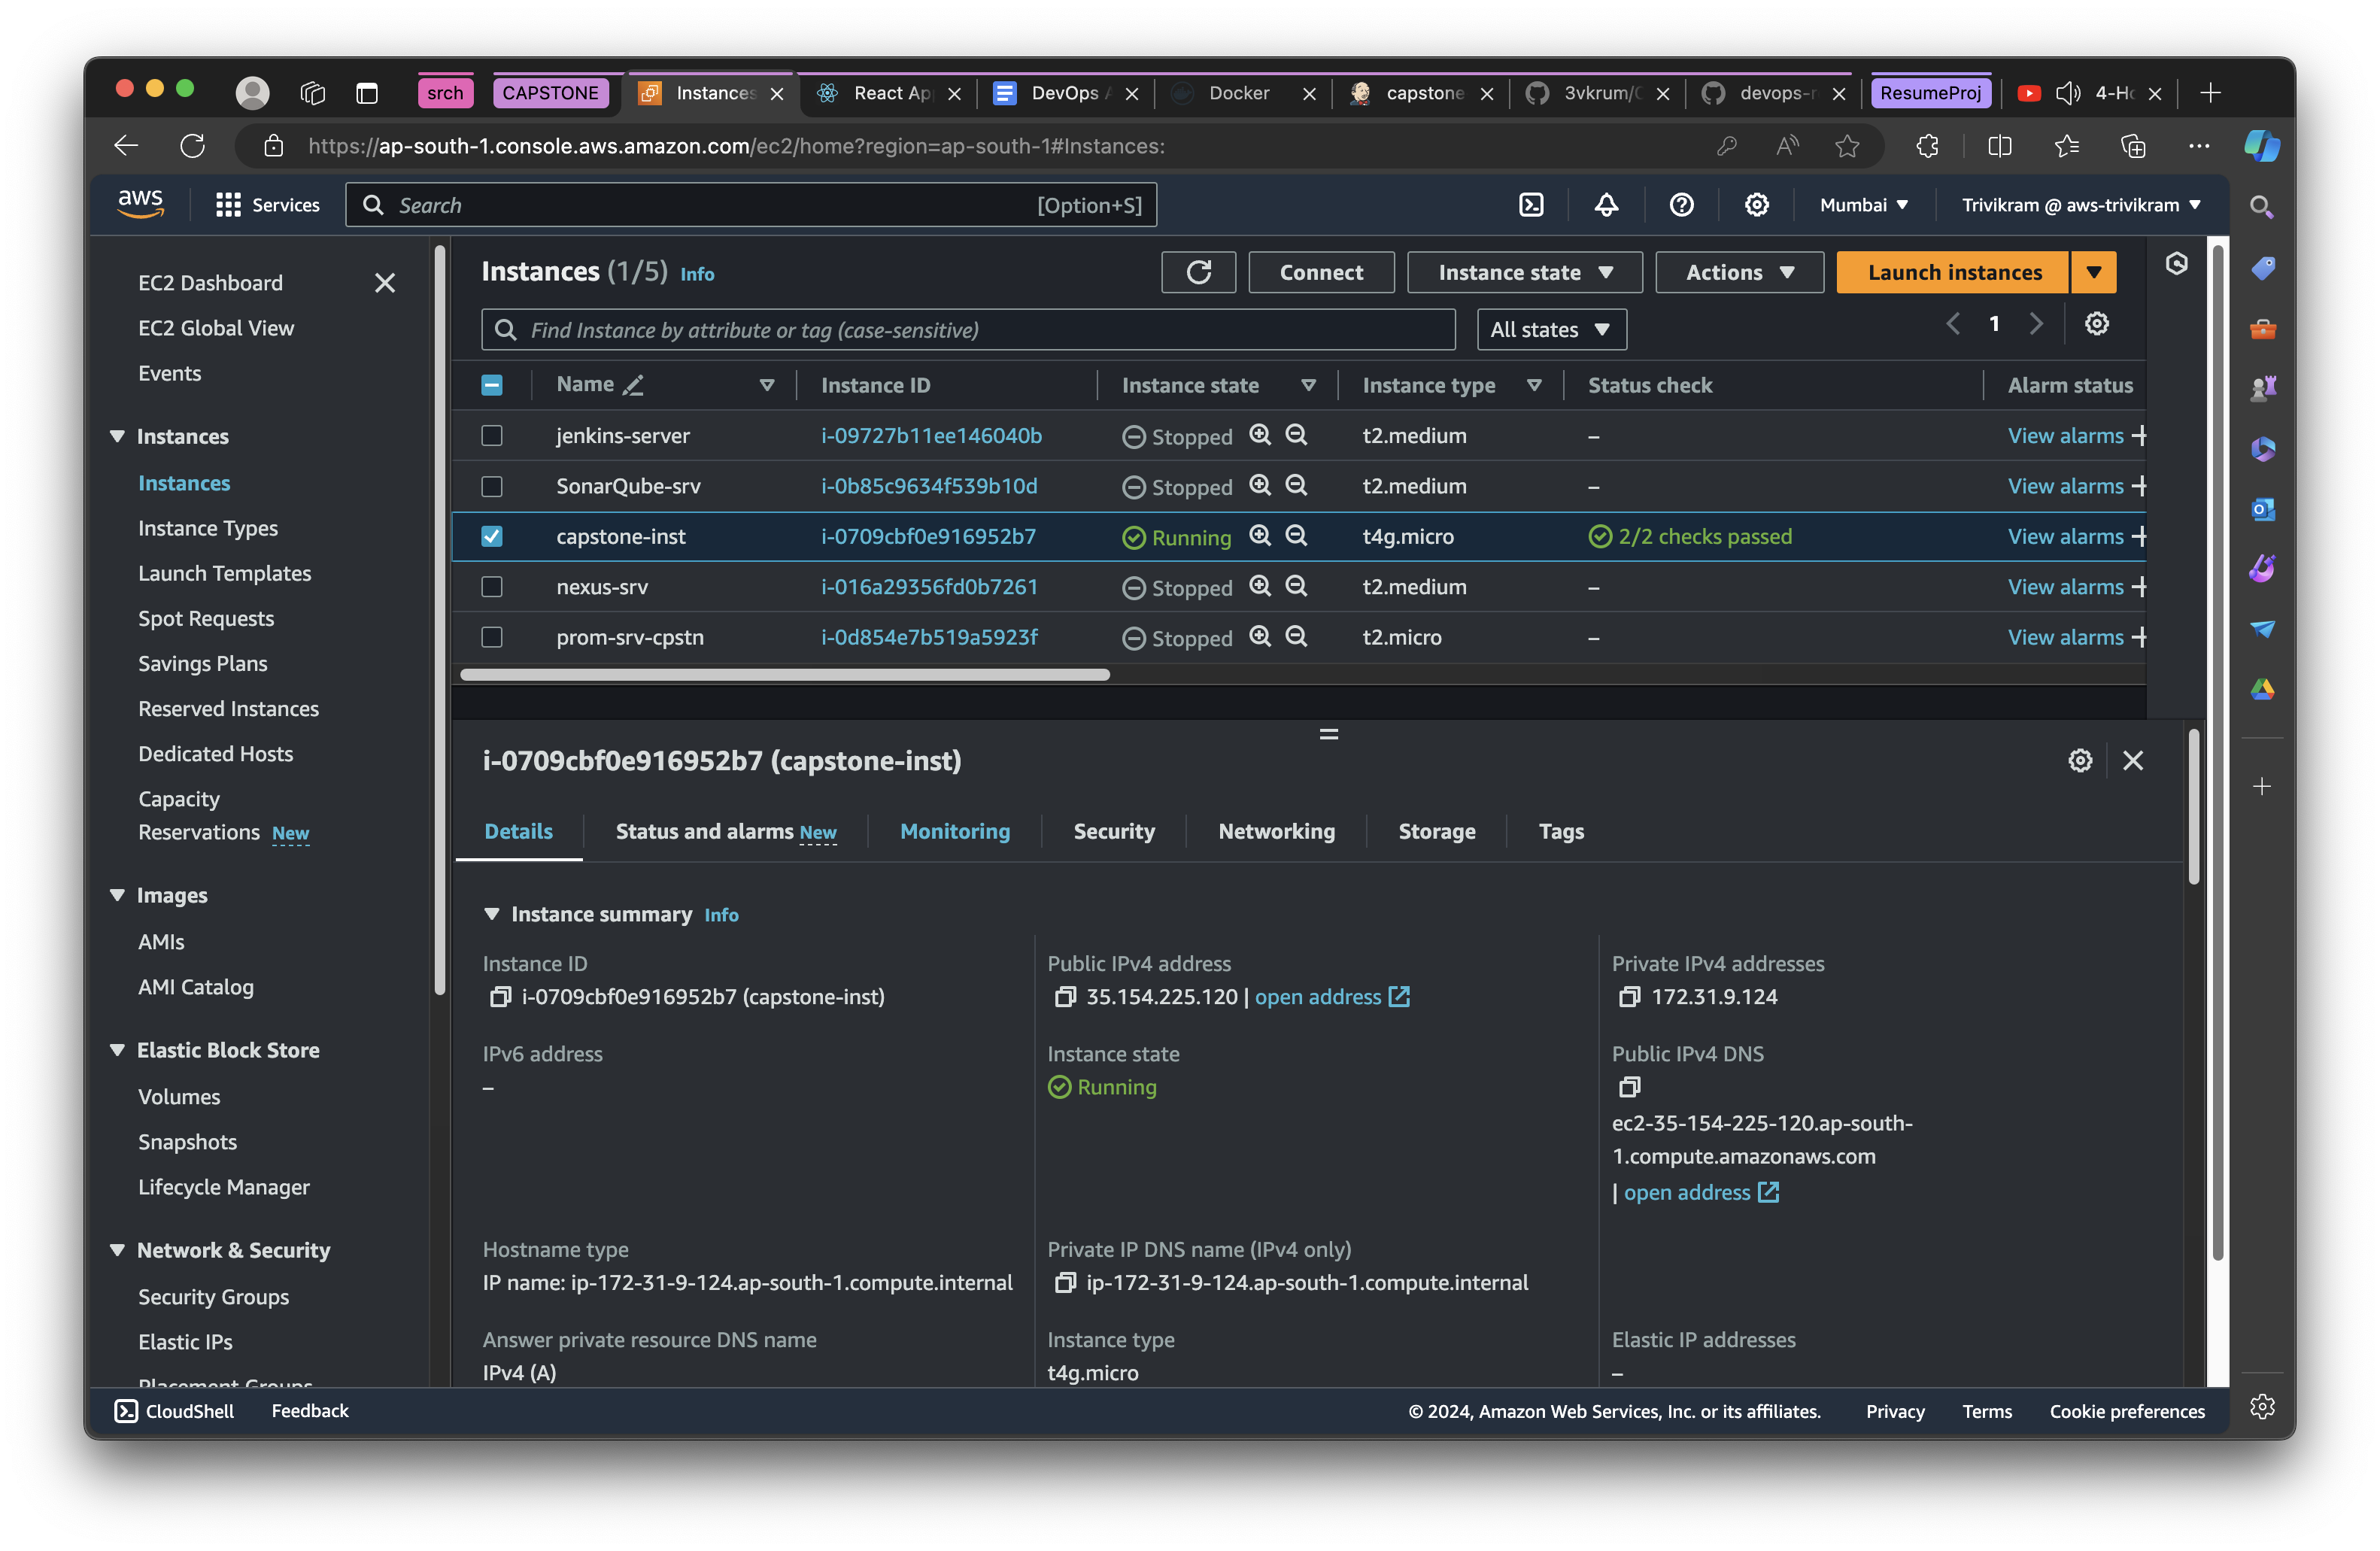 srch
CAPSTONE
Instances
React Ap
DevOps A
Docker
capstone
3vkrum/C
devops-r
ResumeProj
4-Ho
https://ap-south-1.console.aws.amazon.com/ec2/home?region=ap-south-1#Instances:
aws
Services
Search
[Option+S]
Mumbai
Trivikram @ aws-trivikram
EC2 Dashboard
EC2 Global View
Events
Instances
Instances
Instance Types
Launch Templates
Spot Requests
Savings Plans
Reserved Instances
Dedicated Hosts
Capacity
Reservations New
Images
AMIs
AMI Catalog
Elastic Block Store
Volumes
Snapshots
Lifecycle Manager
Network & Security
Security Groups
Elastic IPs
Placement Groups
Instances (1/5) Info
Connect
Instance state
Actions
Launch instances
Find Instance by attribute or tag (case-sensitive)
All states
1
Name Instance ID Instance state Instance type Status check Alarm status
jenkins-server i-09727b11ee146040b Stopped t2.medium – View alarms +
SonarQube-srv i-0b85c9634f539b10d Stopped t2.medium – View alarms +
capstone-inst i-0709cbf0e916952b7 Running t4g.micro 2/2 checks passed View alarms +
nexus-srv i-016a29356fd0b7261 Stopped t2.medium – View alarms +
prom-srv-cpstn i-0d854e7b519a5923f Stopped t2.micro – View alarms +
i-0709cbf0e916952b7 (capstone-inst)
Details
Status and alarms New
Monitoring
Security
Networking
Storage
Tags
Instance summary Info
Instance ID
i-0709cbf0e916952b7 (capstone-inst)
Public IPv4 address
35.154.225.120 | open address
Private IPv4 addresses
172.31.9.124
IPv6 address
–
Instance state
Running
Public IPv4 DNS
ec2-35-154-225-120.ap-south-
1.compute.amazonaws.com
| open address
Hostname type
IP name: ip-172-31-9-124.ap-south-1.compute.internal
Private IP DNS name (IPv4 only)
ip-172-31-9-124.ap-south-1.compute.internal
Answer private resource DNS name
IPv4 (A)
Instance type
t4g.micro
Elastic IP addresses
–
CloudShell
Feedback
© 2024, Amazon Web Services, Inc. or its affiliates.
Privacy
Terms
Cookie preferences